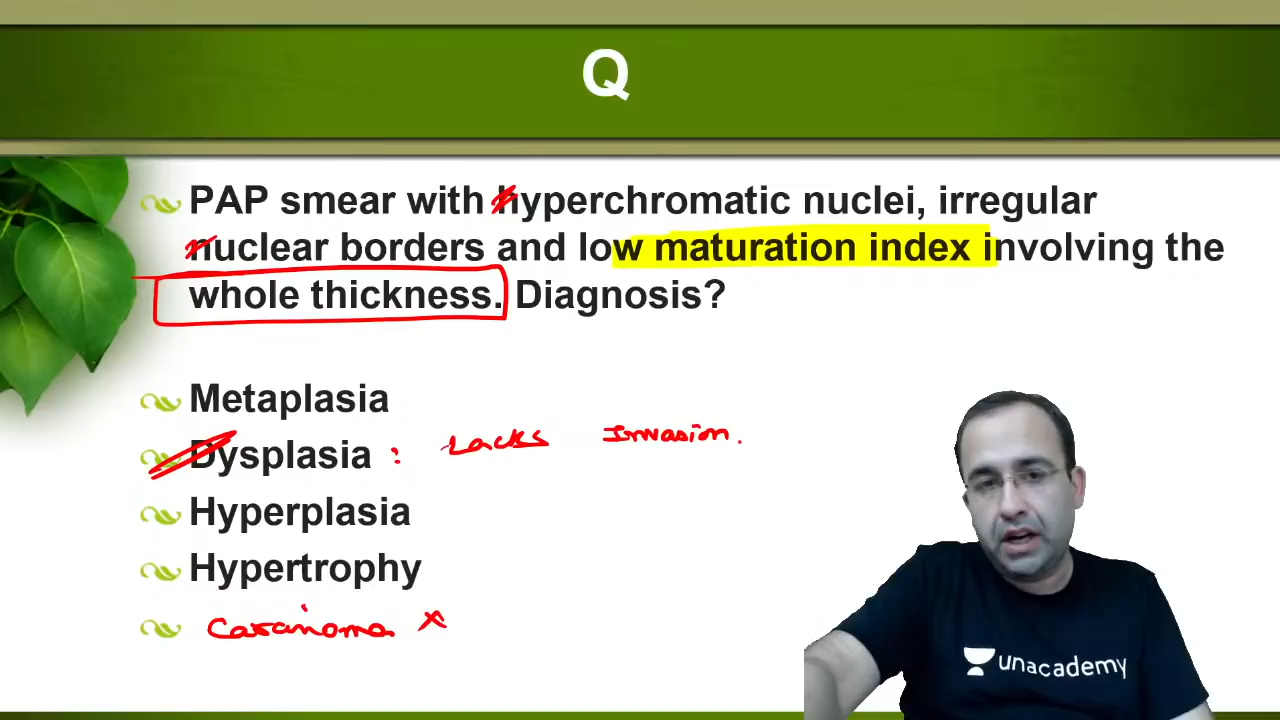 Q
PAP smear with hyperchromatic nuclei, irregular
nuclear borders and low maturation index involving the
whole thickness. Diagnosis?
Metaplasia
Dysplasia : Lacks Invasion.
Hyperplasia
Hypertrophy
Carcinoma x
unacademy